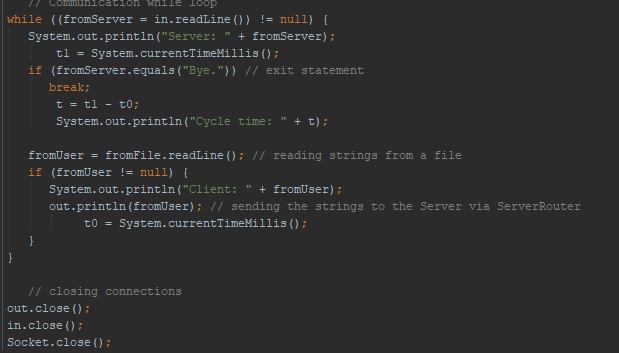 // Communication while loop
while ((fromServer = in.readLine()) != null) {
System.out.println("Server: " + fromServer);
t1 = System.currentTimeMillis();
if (fromServer.equals("Bye.")) // exit statement
break;
t = t1 - t0;
System.out.println("Cycle time: " + t);
fromUser = fromFile.readLine(); // reading strings from a file
if (fromUser != null) {
System.out.println("Client: " + fromUser);
out.println(fromUser); // sending the strings to the Server via ServerRouter
t0 = System.currentTimeMillis();
}
}
// closing connections
out.close();
in.close();
Socket.close();